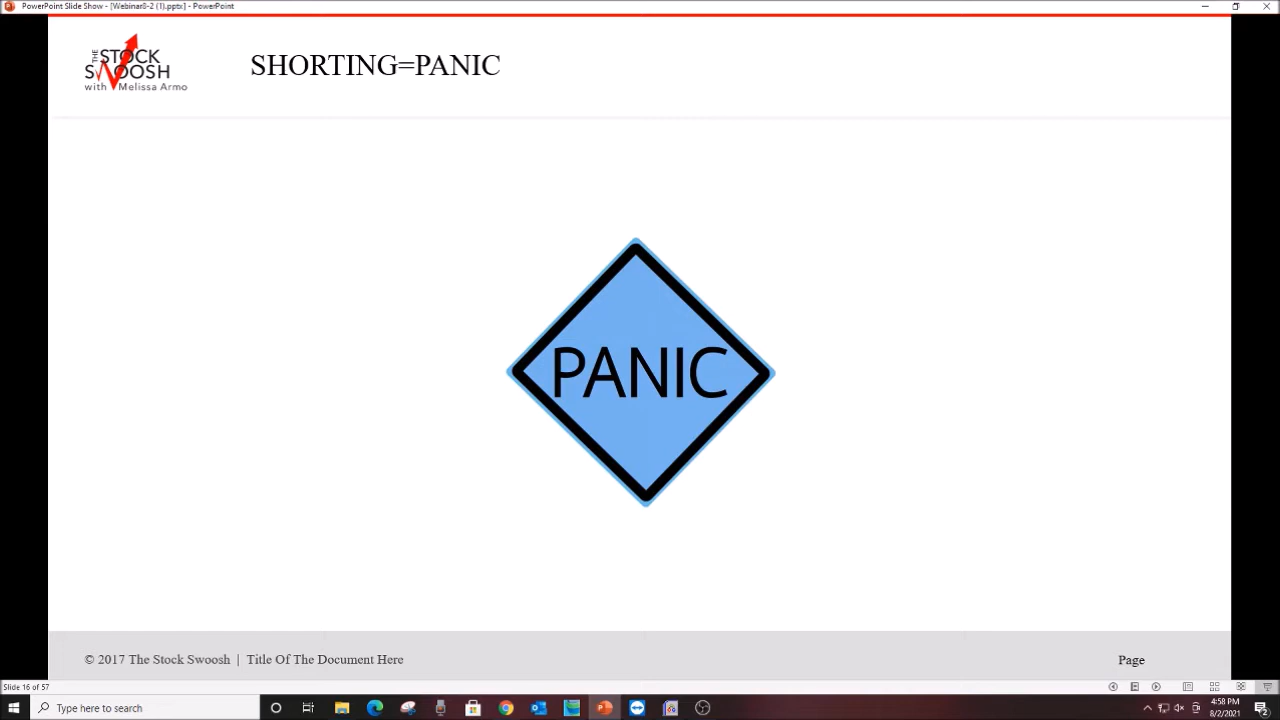 PowerPoint Slide Show - [Webinar8-2 (1).pptx] - PowerPoint
THE
STOCK
SWOOSH
with Melissa Armo
SHORTING=PANIC
PANIC
© 2017 The Stock Swoosh | Title Of The Document Here
Page
Slide 16 of 57
Type here to search
4:58 PM
8/2/2021
2